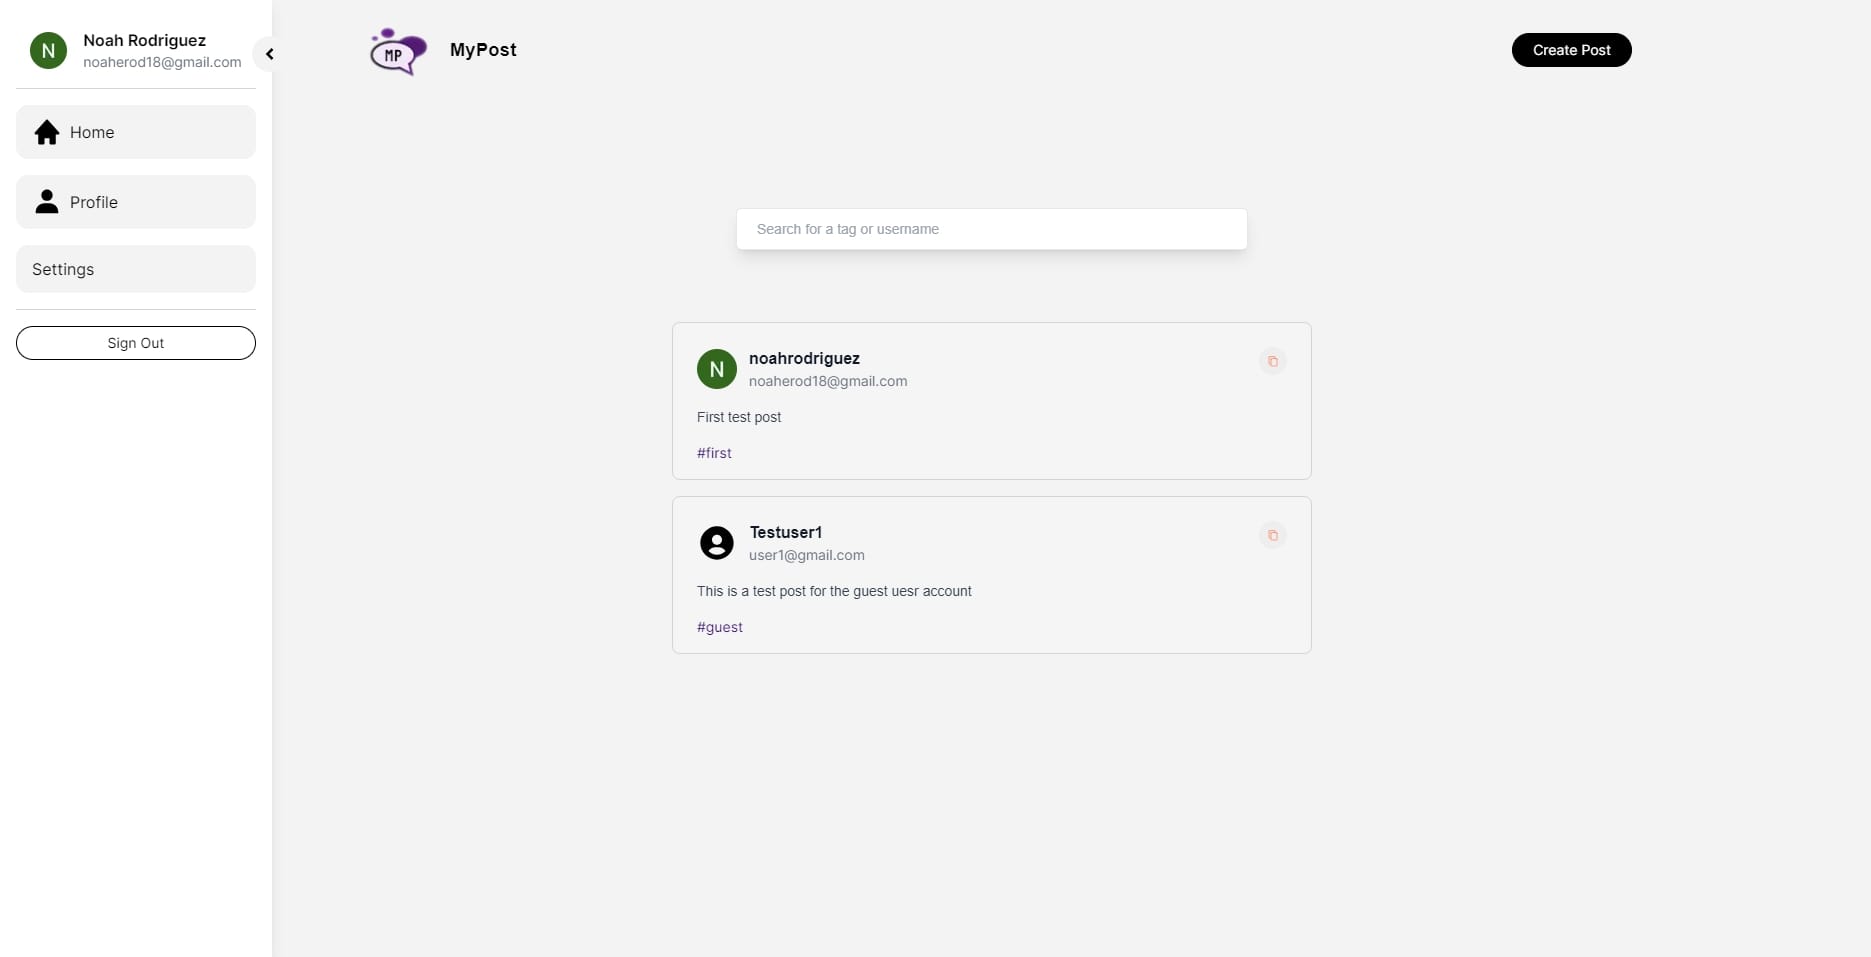 N
Noah Rodriguez
noaherod18@gmail.com
Home
Profile
Settings
Sign Out
MP
MyPost
Create Post
Search for a tag or username
N
noahrodriguez
noaherod18@gmail.com
First test post
#first
Testuser1
user1@gmail.com
This is a test post for the guest uesr account
#guest